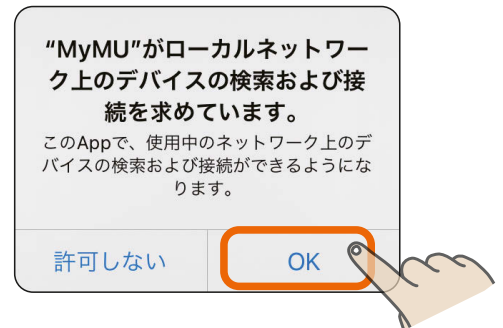 “MyMU”がローカルネットワー
ク上のデバイスの検索および接
続を求めています。
このAppで、使用中のネットワーク上のデ
バイスの検索および接続ができるようにな
ります。
許可しない
OK